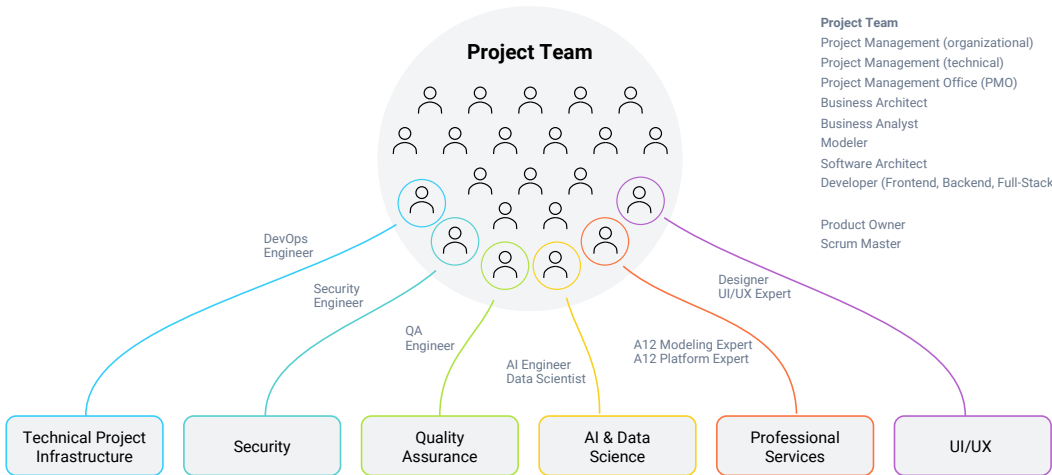 Project Team
Project Team
Project Management (organizational)
Project Management (technical)
Project Management Office (PMO)
Business Architect
Business Analyst
Modeler
Software Architect
Developer (Frontend, Backend, Full-Stack
Product Owner
Scrum Master
DevOps
Engineer
Security
Engineer
QA
Engineer
AI Engineer
Data Scientist
A12 Modeling Expert
A12 Platform Expert
Designer
UI/UX Expert
Technical Project
Infrastructure
Security
Quality
Assurance
AI & Data
Science
Professional
Services
UI/UX